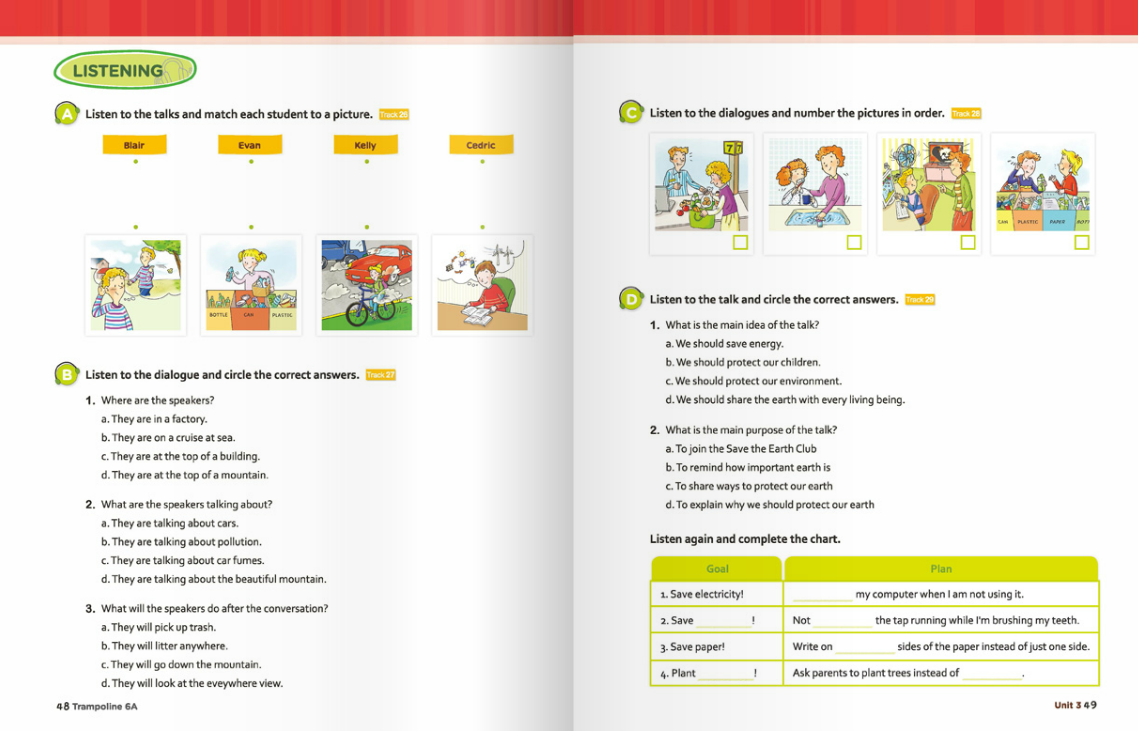 LISTENING
A Listen to the talks and match each student to a picture. Track 26
Blair Evan Kelly Cedric
BOTTLE CAN PLASTIC
B Listen to the dialogue and circle the correct answers. Track 27
1. Where are the speakers?
a. They are in a factory.
b. They are on a cruise at sea.
c. They are at the top of a building.
d. They are at the top of a mountain.
2. What are the speakers talking about?
a. They are talking about cars.
b. They are talking about pollution.
c. They are talking about car fumes.
d. They are talking about the beautiful mountain.
3. What will the speakers do after the conversation?
a. They will pick up trash.
b. They will litter anywhere.
c. They will go down the mountain.
d. They will look at the eveywhere view.
48 Trampoline 6A
C Listen to the dialogues and number the pictures in order. Track 28
7
PLASTIC PAPER
D Listen to the talk and circle the correct answers. Track 29
1. What is the main idea of the talk?
a. We should save energy.
b. We should protect our children.
c. We should protect our environment.
d. We should share the earth with every living being.
2. What is the main purpose of the talk?
a. To join the Save the Earth Club
b. To remind how important earth is
c. To share ways to protect our earth
d. To explain why we should protect our earth
Listen again and complete the chart.
Goal Plan
1. Save electricity! ________ my computer when I am not using it.
2. Save ________ ! Not ________ the tap running while I'm brushing my teeth.
3. Save paper! Write on ________ sides of the paper instead of just one side.
4. Plant ________ ! Ask parents to plant trees instead of ________ .
Unit 3 49